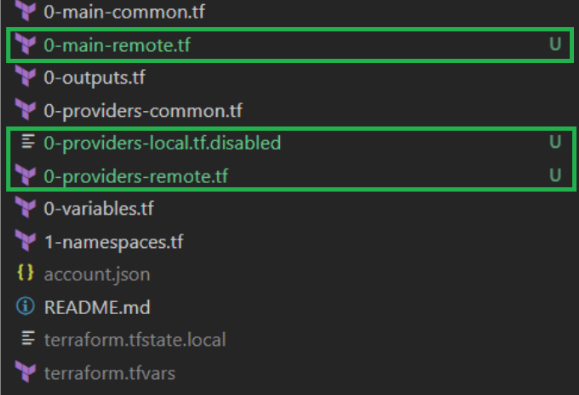 0-main-common.tf
0-main-remote.tf U
0-outputs.tf
0-providers-common.tf
0-providers-local.tf.disabled U
0-providers-remote.tf U
0-variables.tf
1-namespaces.tf
{} account.json
README.md
terraform.tfstate.local
terraform.tfvars